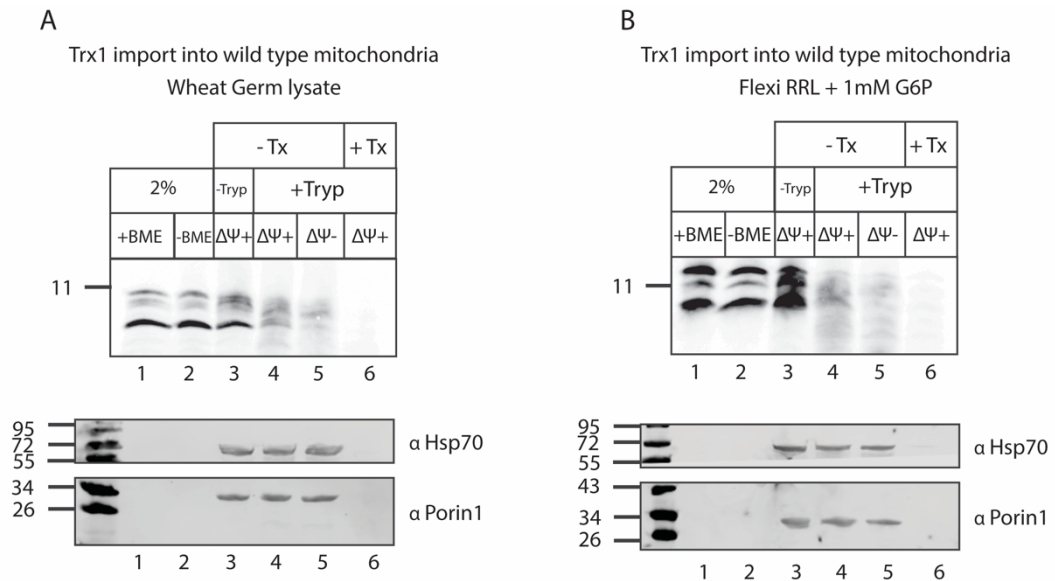 A
Trx1 import into wild type mitochondria
Wheat Germ lysate
- Tx + Tx
2% -Tryp +Tryp
+BME -BME ΔΨ+ ΔΨ+ ΔΨ- ΔΨ+
11
1 2 3 4 5 6
95
72
55
α Hsp70
34
26
α Porin1
1 2 3 4 5 6
B
Trx1 import into wild type mitochondria
Flexi RRL + 1mM G6P
- Tx + Tx
2% -Tryp +Tryp
+BME -BME ΔΨ+ ΔΨ+ ΔΨ- ΔΨ+
11
1 2 3 4 5 6
95
72
55
α Hsp70
43
34
26
α Porin1
1 2 3 4 5 6